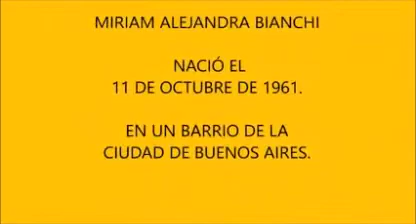 MIRIAM ALEJANDRA BIANCHI
NACIÓ EL
11 DE OCTUBRE DE 1961.
EN UN BARRIO DE LA
CIUDAD DE BUENOS AIRES.